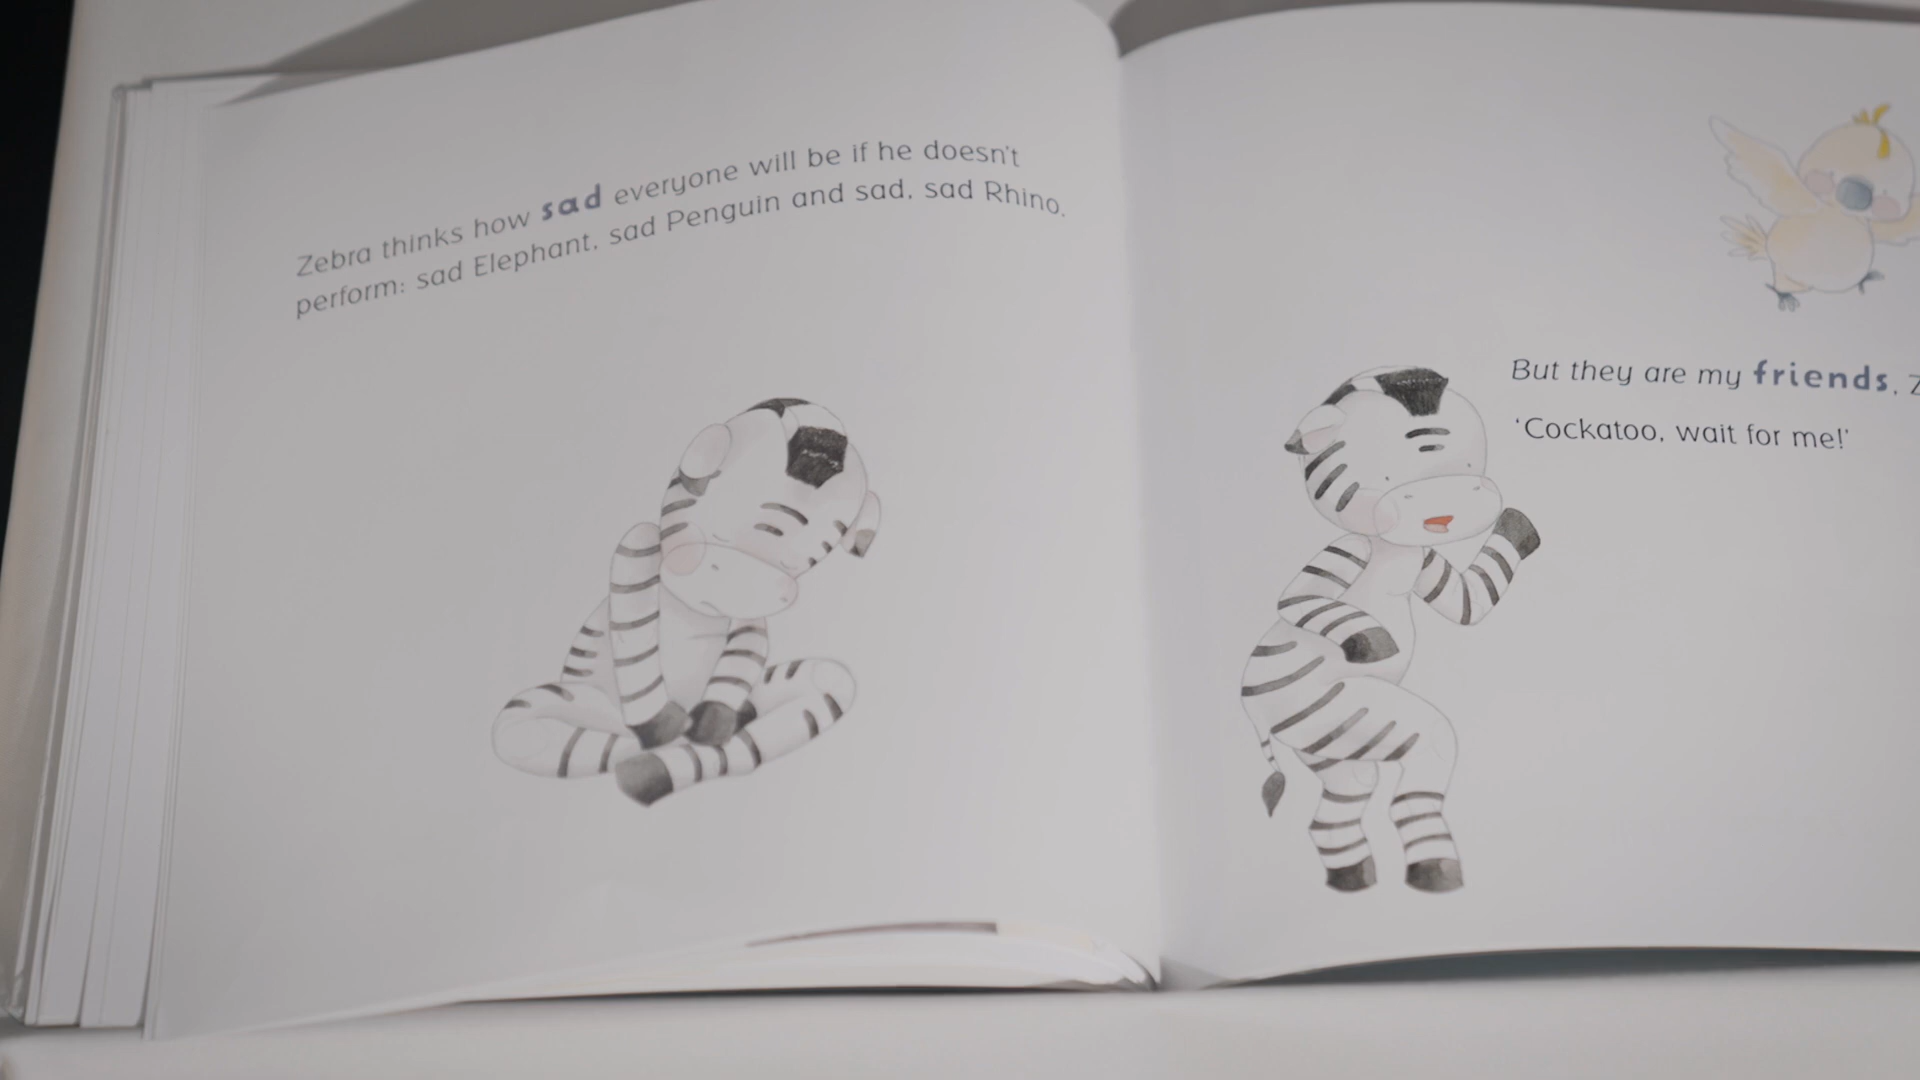 Zebra thinks how sad everyone will be if he doesn't
perform: sad Elephant, sad Penguin and sad, sad Rhino.
But they are my friends,
'Cockatoo, wait for me!'